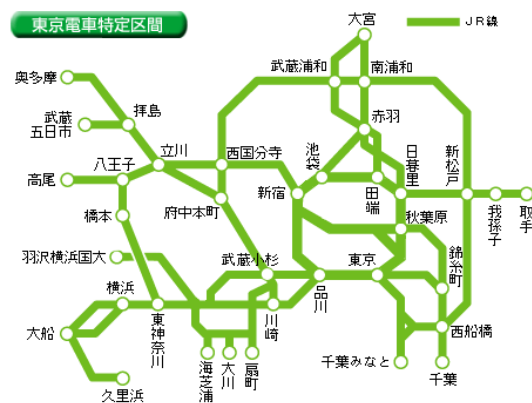 東京電車特定区間
JR線
大宮
奥多摩
武蔵浦和
南浦和
武蔵
五日市
拝島
赤羽
立川
池袋
日暮里
新松戸
八王子
西国分寺
高尾
新宿
田端
我孫子
取手
橋本
府中本町
秋葉原
羽沢横浜国大
武蔵小杉
東京
錦糸町
横浜
品川
大船
東神奈川
川崎
西船橋
海芝浦
大川
扇町
千葉みなと
千葉
久里浜